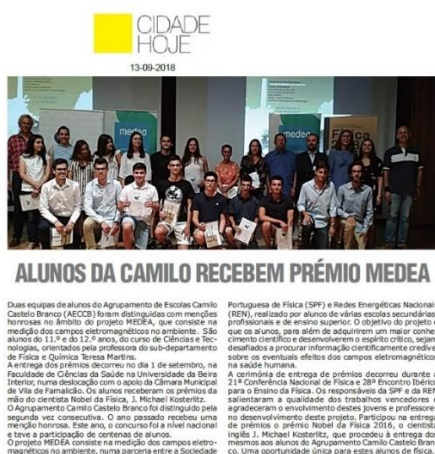 CIDADE
HOJE
13-09-2018
medea
medea
Física
ALUNOS DA CAMILO RECEBEM PRÉMIO MEDEA
Duas equipas de alunos do Agrupamento de Escolas Camilo
Castelo Branco (AECCB) foram distinguidas com menções
honrosas no âmbito do projeto MEDEA, que consiste na
medição dos campos eletromagnéticos no ambiente. São
alunos do 11.º e do 12.º anos, do curso de Ciências e Tec-
nologias, orientados pela professora do sub-departamento
de Física e Química Teresa Martins.
A entrega dos prémios decorreu no dia 1 de setembro, na
Faculdade de Ciências da Saúde na Universidade da Beira
Interior, numa deslocação com o apoio da Câmara Municipal
de Vila de Famalicão. Os alunos receberam os prémios da
mão do cientista Nobel da Física, J. Michael Kosterlitz.
O Agrupamento Camilo Castelo Branco foi distinguido pela
segunda vez consecutiva. O ano passado recebeu uma
menção honrosa. Este ano, o concurso foi a nível nacional
e teve a participação de centenas de alunos.
O projeto MEDEA consiste na medição dos campos eletro-
magnéticos no ambiente, numa parceria entre a Sociedade
Portuguesa de Física (SPF) e Redes Energéticas Nacionai
(REN), realizado por alunos de várias escolas secundárias
profissionais e de ensino superior. O objetivo do projeto é
que os alunos, para além de adquirirem um maior conhe-
cimento científico e desenvolverem o espírito crítico, sejam
desafiados a procurar informação cientificamente credível
sobre os eventuais efeitos dos campos eletromagnéticos
na saúde humana.
A cerimónia de entrega de prémios decorreu durante a
21ª Conferência Nacional de Física e 28º Encontro Ibérico
para o Ensino da Física. Os responsáveis da SPF e da REN
salientaram a qualidade dos trabalhos vencedores e
agradeceram o envolvimento destes jovens e professores
no desenvolvimento deste projeto. Participou na entrega
de prémios o prémio Nobel da Física 2016, o cientista
inglês J. Michael Kosterlitz, que procedeu à entrega dos
mesmos aos alunos do Agrupamento Camilo Castelo Bran-
co. Uma oportunidade única para estes alunos de física.